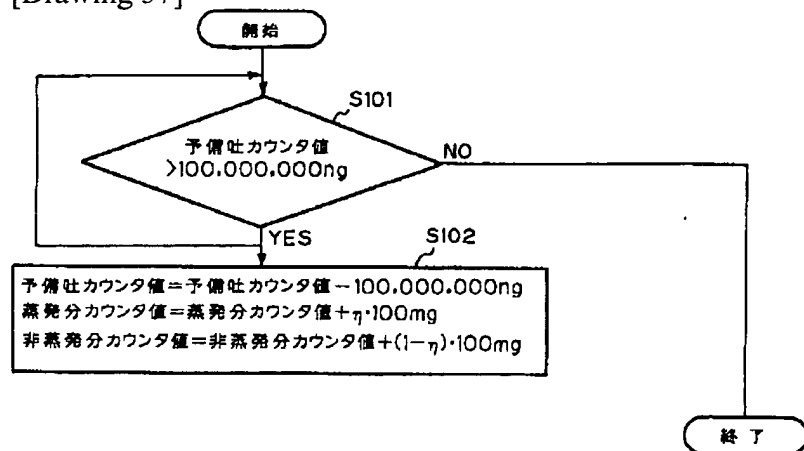 開始
S101
予備吐カウンタ値
>100.000.000ng
NO
YES
S102
予備吐カウンタ値=予備吐カウンタ値-100.000.000ng
蒸発分カウンタ値=蒸発分カウンタ値+η·100mg
非蒸発分カウンタ値=非蒸発分カウンタ値+(1-η)·100mg
終了